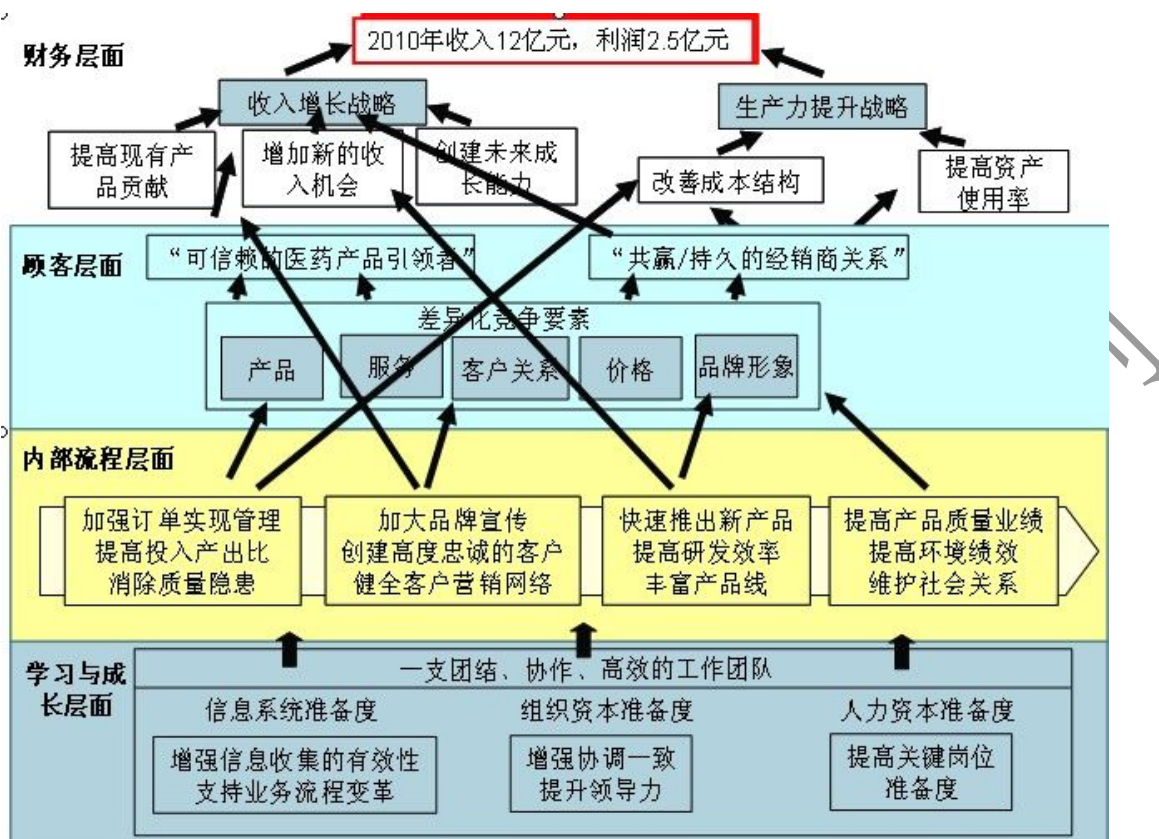 财务层面
2010年收入12亿元，利润2.5亿元
收入增长战略
生产力提升战略
提高现有产
品贡献
增加新的收
入机会
创建未来成
长能力
改善成本结构
提高资产
使用率
顾客层面
“可信赖的医药产品引领者”
“共赢/持久的经销商关系”
差异化竞争要素
产品
服务
客户关系
价格
品牌形象
内部流程层面
加强订单实现管理
提高投入产出比
消除质量隐患
加大品牌宣传
创建高度忠诚的客户
健全客户营销网络
快速推出新产品
提高研发效率
丰富产品线
提高产品质量业绩
提高环境绩效
维护社会关系
学习与成
长层面
一支团结、协作、高效的工作团队
信息系统准备度
组织资本准备度
人力资本准备度
增强信息收集的有效性
支持业务流程变革
增强协调一致
提升领导力
提高关键岗位
准备度